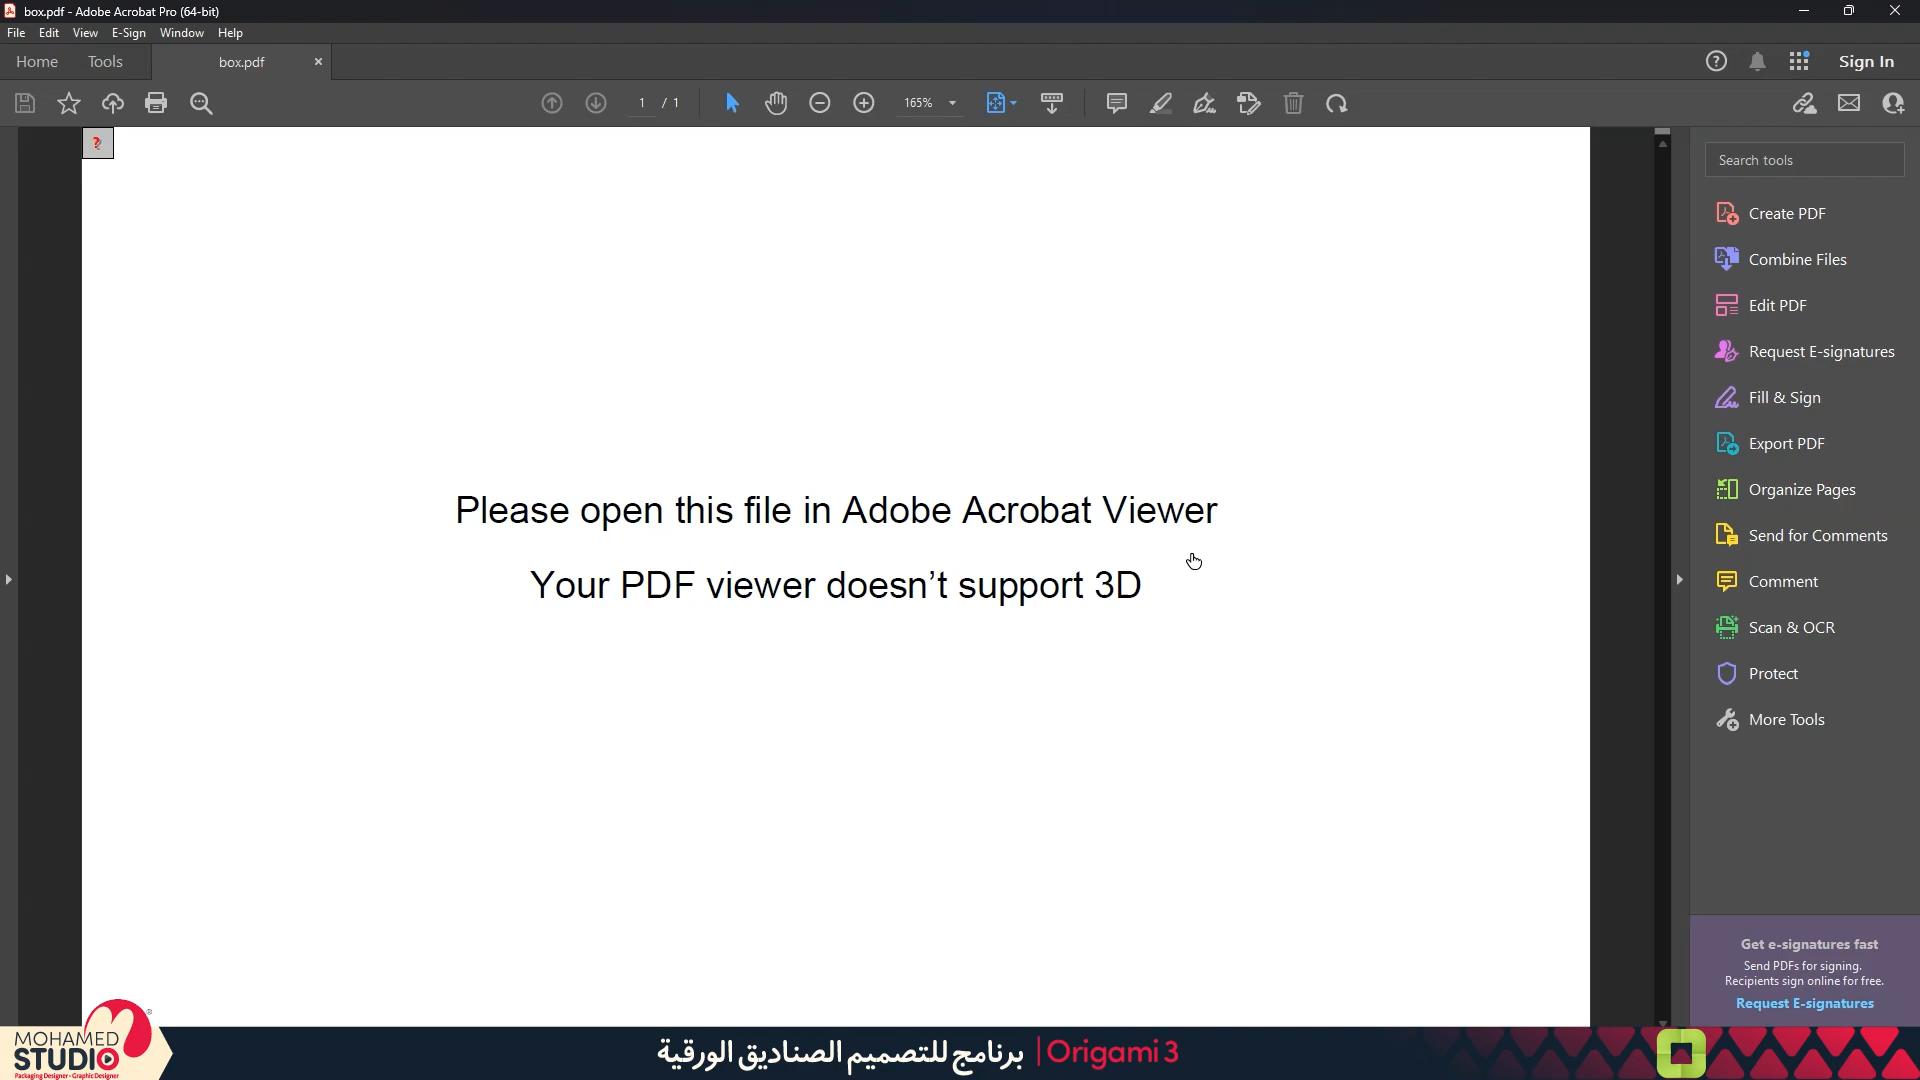 box.pdf - Adobe Acrobat Pro (64-bit)
File Edit View E-Sign Window Help
Home Tools box.pdf Sign In
1 / 1 165%
Search tools
Create PDF
Combine Files
Edit PDF
Request E-signatures
Fill & Sign
Export PDF
Organize Pages
Send for Comments
Comment
Scan & OCR
Protect
More Tools
Please open this file in Adobe Acrobat Viewer
Your PDF viewer doesn't support 3D
Get e-signatures fast
Send PDFs for signing.
Recipients sign online for free.
Request E-signatures
MOHAMED
STUDIO
Packaging Designer - Graphic Designer
برنامج للتصميم الصناديق الورقية | Origami 3